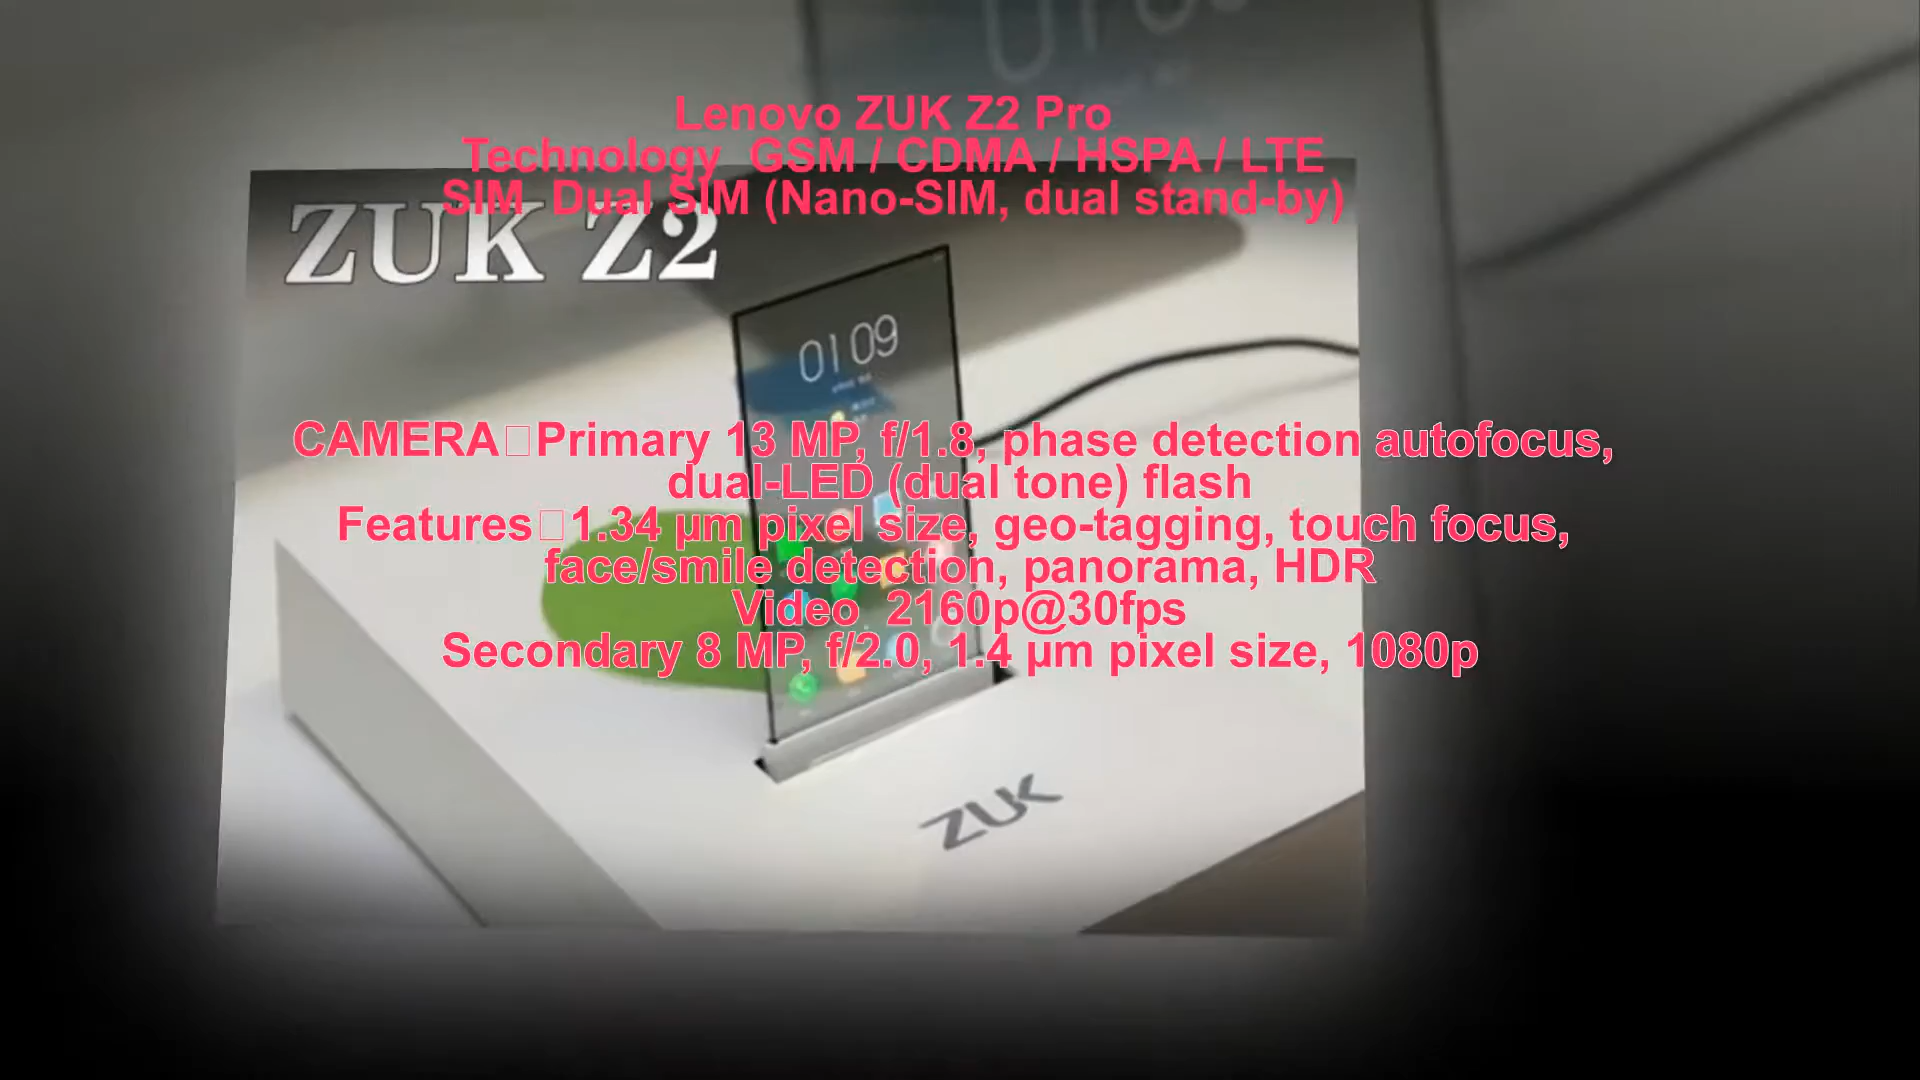 Lenovo ZUK Z2 Pro
Technology  GSM / CDMA / HSPA / LTE
SIM  Dual SIM (Nano-SIM, dual stand-by)
ZUK Z2
01 09
CAMERA□Primary 13 MP, f/1.8, phase detection autofocus,
dual-LED (dual tone) flash
Features□1.34 µm pixel size, geo-tagging, touch focus,
face/smile detection, panorama, HDR
Video  2160p@30fps
Secondary 8 MP, f/2.0, 1.4 µm pixel size, 1080p
ZUK